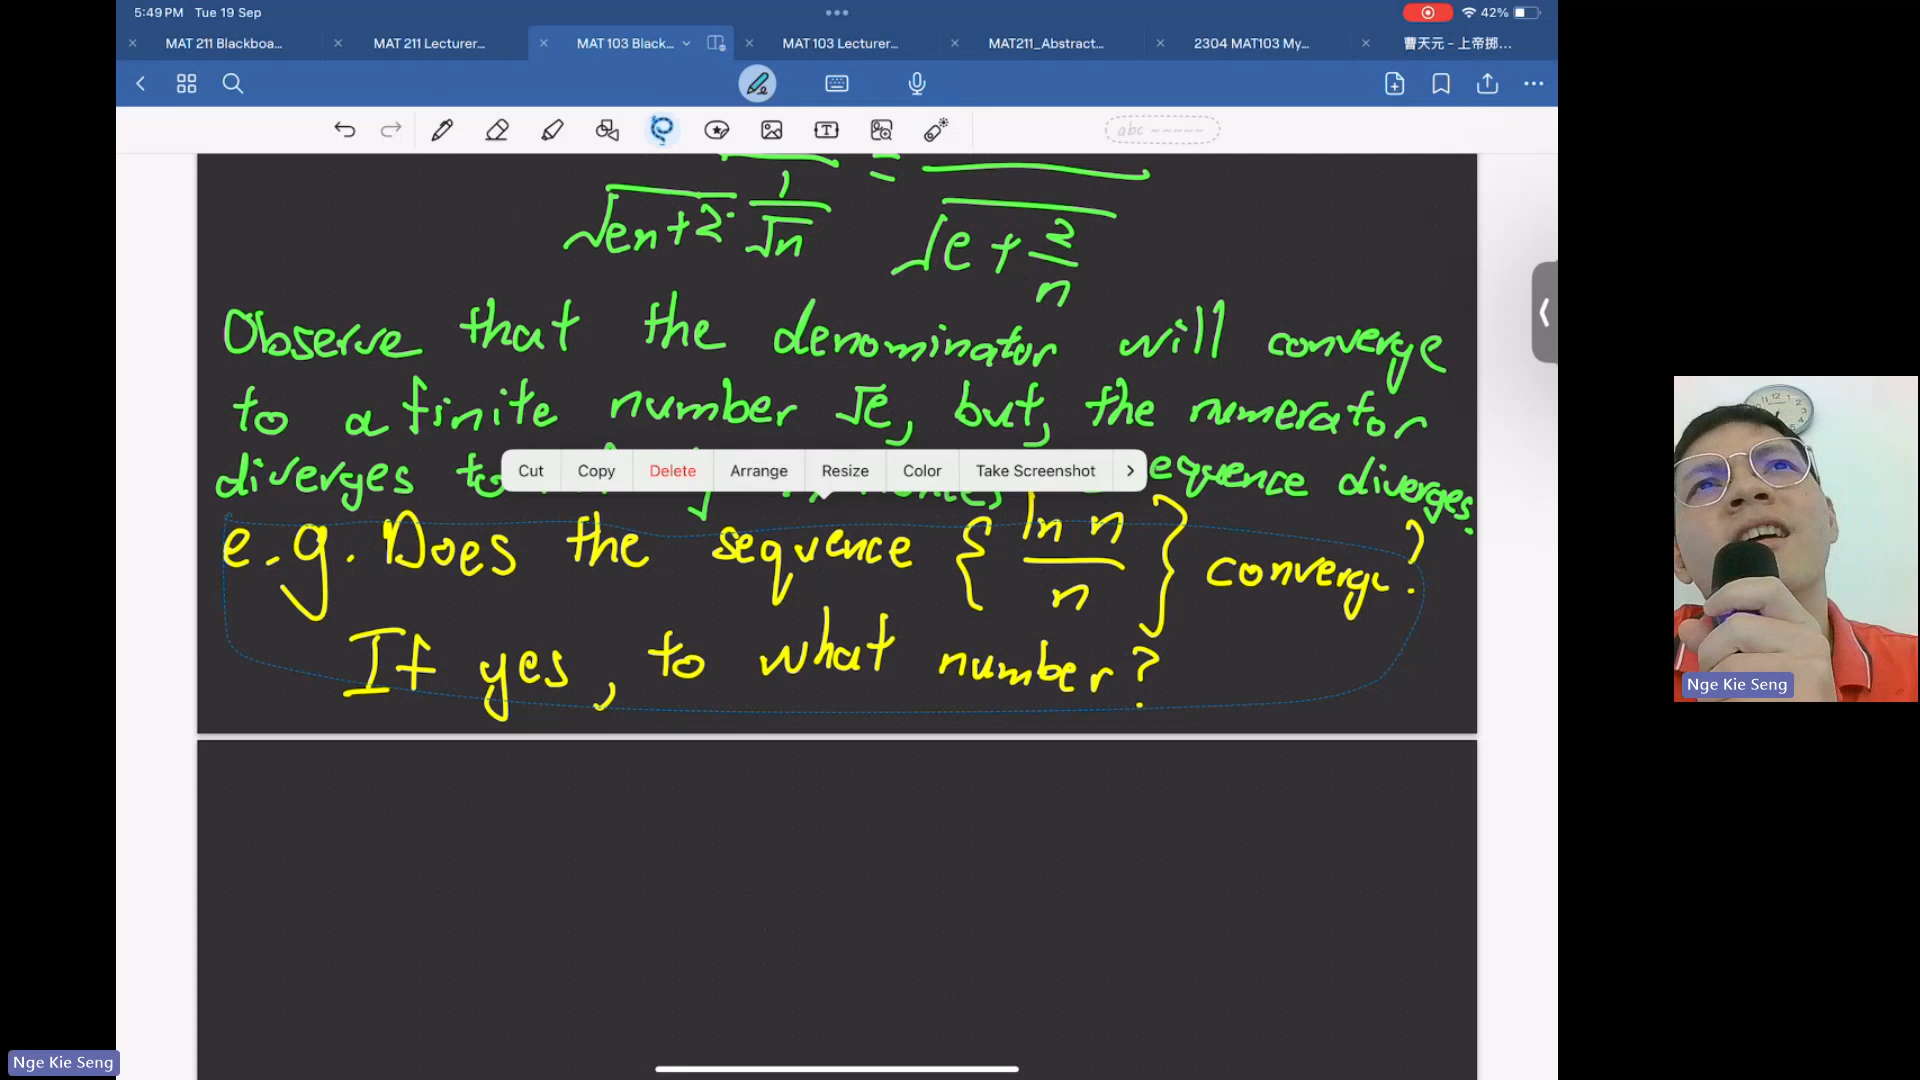 5:49 PM Tue 19 Sep
42%
MAT 211 Blackboa...
MAT 211 Lecturer...
MAT 103 Black...
MAT 103 Lecturer...
MAT211_Abstract...
2304 MAT103 My...
曹天元 - 上帝掷...
abc -----
√en+2 · 1/√n = √e + 2/n
Observe that the denominator will converge
to a finite number √e, but, the numerator
diverges to sequence diverges.
Cut Copy Delete Arrange Resize Color Take Screenshot
e.g. Does the sequence { ln n / n } converge?
If yes, to what number?
Nge Kie Seng
Nge Kie Seng